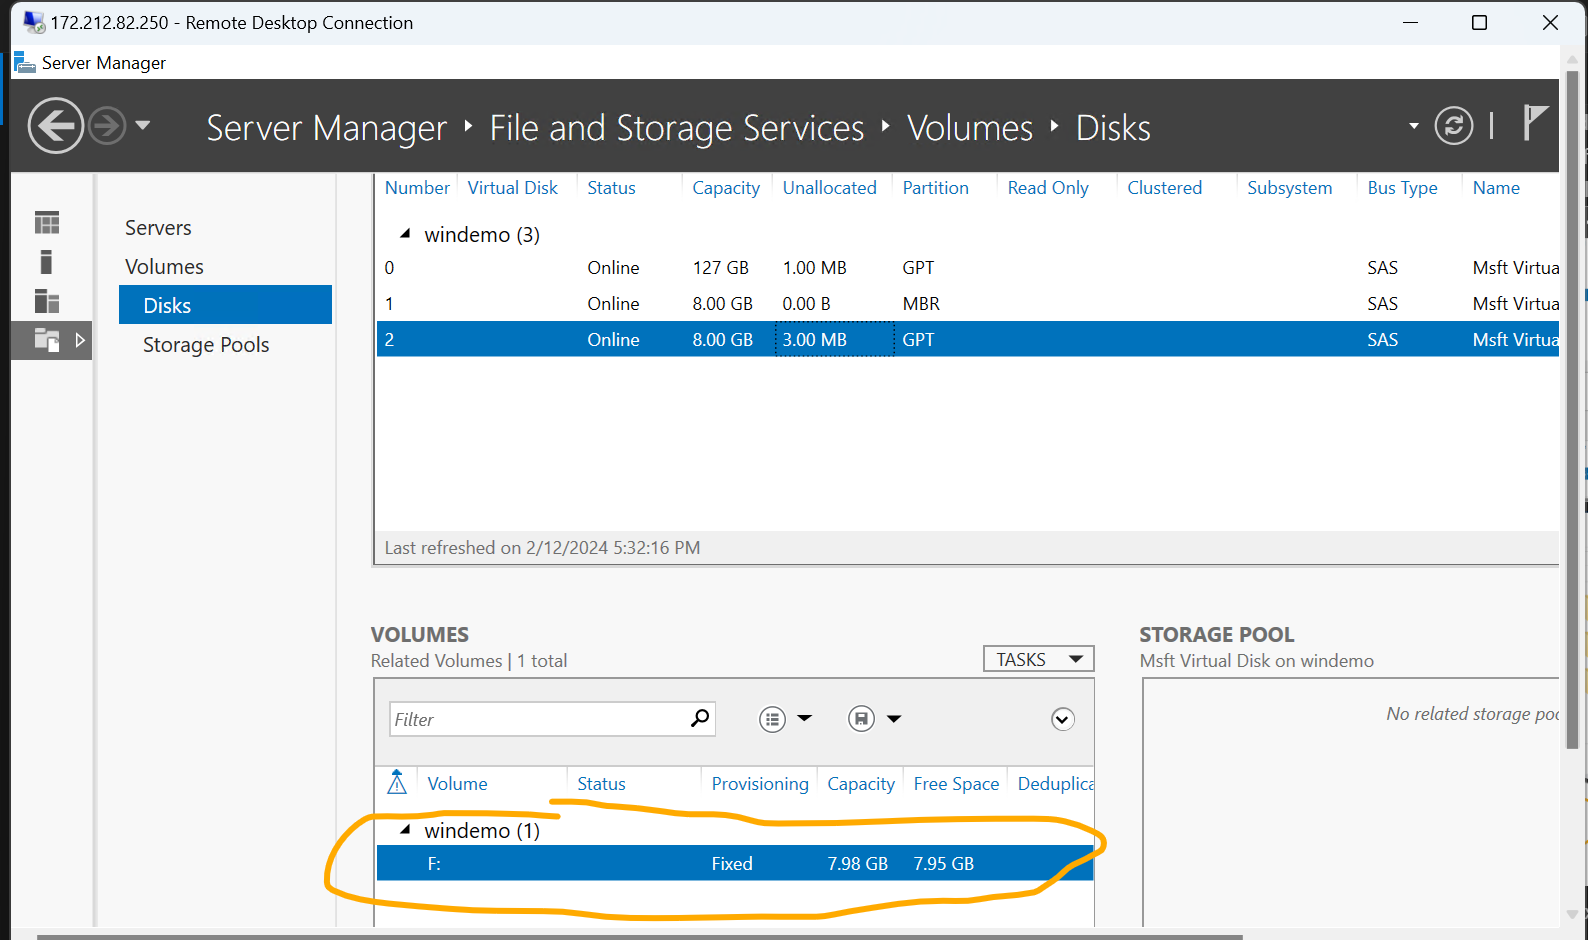 172.212.82.250 - Remote Desktop Connection
Server Manager
Server Manager File and Storage Services Volumes Disks
Number Virtual Disk Status Capacity Unallocated Partition Read Only Clustered Subsystem Bus Type Name
Servers
Volumes
Disks
Storage Pools
windemo (3)
0 Online 127 GB 1.00 MB GPT SAS Msft Virtua
1 Online 8.00 GB 0.00 B MBR SAS Msft Virtua
2 Online 8.00 GB 3.00 MB GPT SAS Msft Virtua
Last refreshed on 2/12/2024 5:32:16 PM
VOLUMES
Related Volumes | 1 total
TASKS
Filter
Volume Status Provisioning Capacity Free Space Deduplica
windemo (1)
F: Fixed 7.98 GB 7.95 GB
STORAGE POOL
Msft Virtual Disk on windemo
No related storage poo